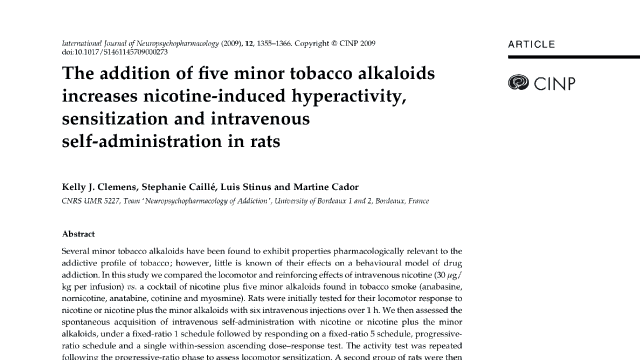 International Journal of Neuropsychopharmacology (2009), 12, 1355–1366. Copyright © CINP 2009
doi:10.1017/S1461145709000273
ARTICLE
CINP
The addition of five minor tobacco alkaloids
increases nicotine-induced hyperactivity,
sensitization and intravenous
self-administration in rats
Kelly J. Clemens, Stephanie Caillé, Luis Stinus and Martine Cador
CNRS UMR 5227, Team ‘Neuropsychopharmacology of Addiction’, University of Bordeaux 1 and 2, Bordeaux, France
Abstract
Several minor tobacco alkaloids have been found to exhibit properties pharmacologically relevant to the
addictive profile of tobacco; however, little is known of their effects on a behavioural model of drug
addiction. In this study we compared the locomotor and reinforcing effects of intravenous nicotine (30 μg/
kg per infusion) vs. a cocktail of nicotine plus five minor alkaloids found in tobacco smoke (anabasine,
nornicotine, anatabine, cotinine and myosmine). Rats were initially tested for their locomotor response to
nicotine or nicotine plus the minor alkaloids with six intravenous injections over 1 h. We then assessed the
spontaneous acquisition of intravenous self-administration with nicotine or nicotine plus the minor
alkaloids, under a fixed-ratio 1 schedule followed by responding on a fixed-ratio 5 schedule, progressive-
ratio schedule and a single within-session ascending dose–response test. The activity test was repeated
following the progressive-ratio phase to assess locomotor sensitization. A second group of rats were then